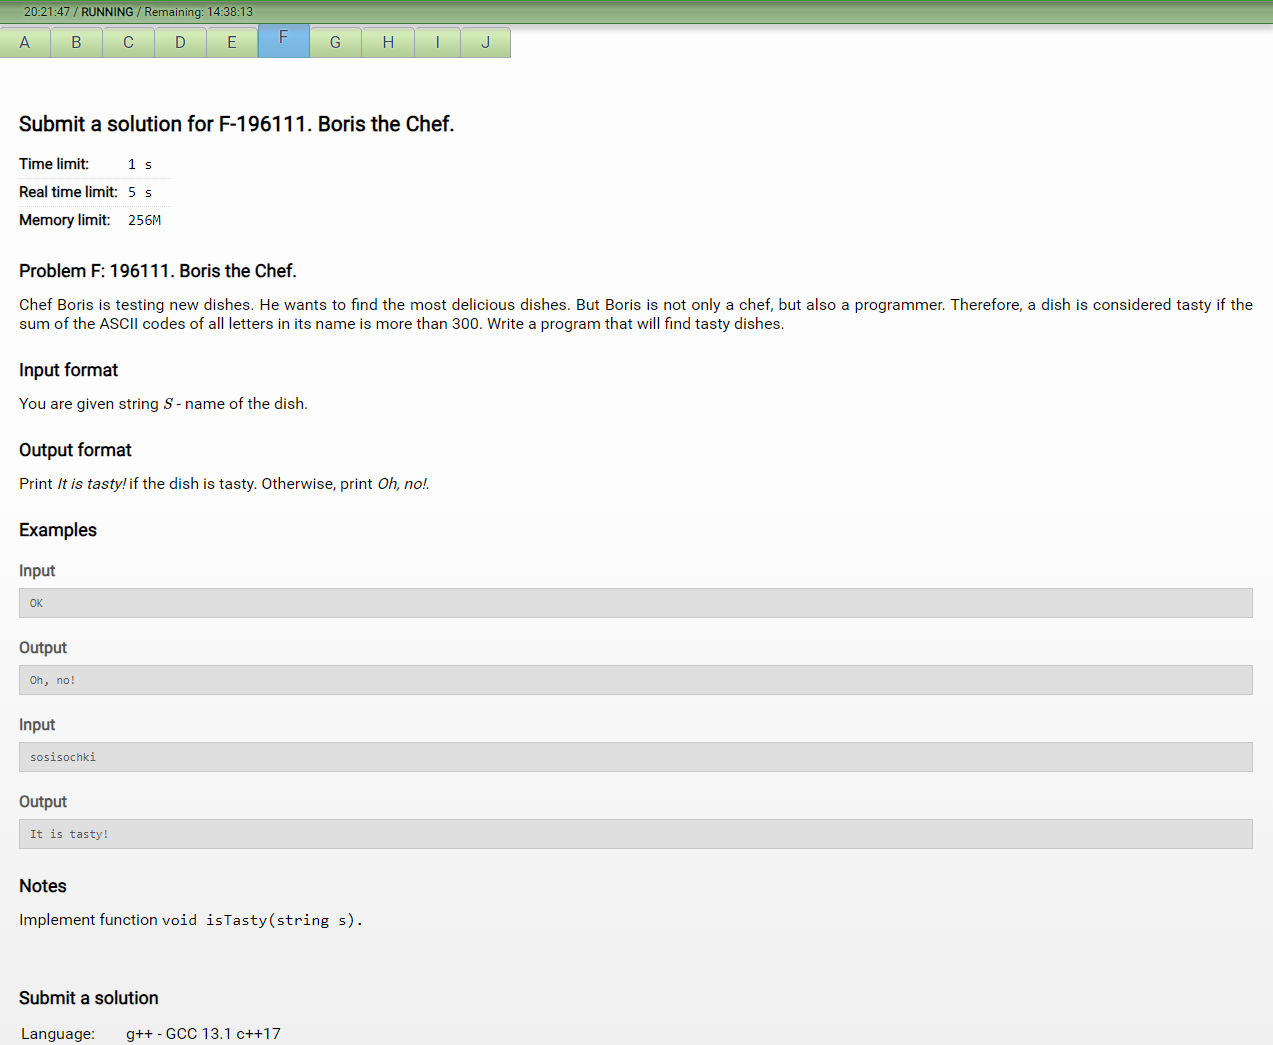 20:21:47 / RUNNING / Remaining: 14:38:13
A B C D E F G H I J
Submit a solution for F-196111. Boris the Chef.
Time limit: 1 s
Real time limit: 5 s
Memory limit: 256M
Problem F: 196111. Boris the Chef.
Chef Boris is testing new dishes. He wants to find the most delicious dishes. But Boris is not only a chef, but also a programmer. Therefore, a dish is considered tasty if the
sum of the ASCII codes of all letters in its name is more than 300. Write a program that will find tasty dishes.
Input format
You are given string S - name of the dish.
Output format
Print It is tasty! if the dish is tasty. Otherwise, print Oh, no!.
Examples
Input
OK
Output
Oh, no!
Input
sosisochki
Output
It is tasty!
Notes
Implement function void isTasty(string s).
Submit a solution
Language: g++ - GCC 13.1 c++17